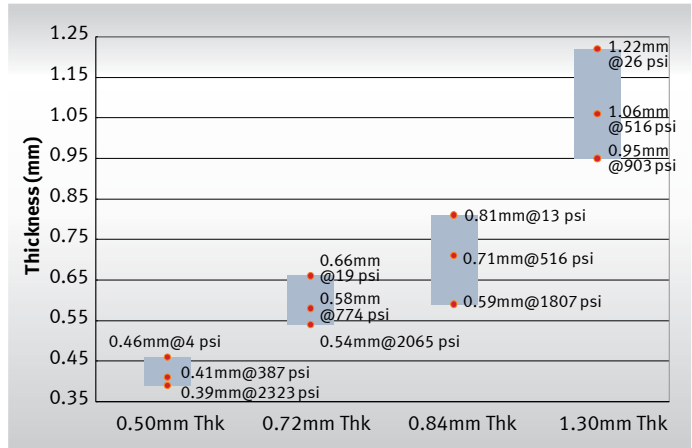 Thickness (mm)
1.25
1.15
1.05
0.95
0.85
0.75
0.65
0.55
0.45
0.35
0.46mm@4 psi
0.41mm@387 psi
0.39mm@2323 psi
0.66mm
@19 psi
0.58mm
@774 psi
0.54mm@2065 psi
0.81mm@13 psi
0.71mm@516 psi
0.59mm@1807 psi
1.22mm
@26 psi
1.06mm
@516 psi
0.95mm
@903 psi
0.50mm Thk
0.72mm Thk
0.84mm Thk
1.30mm Thk